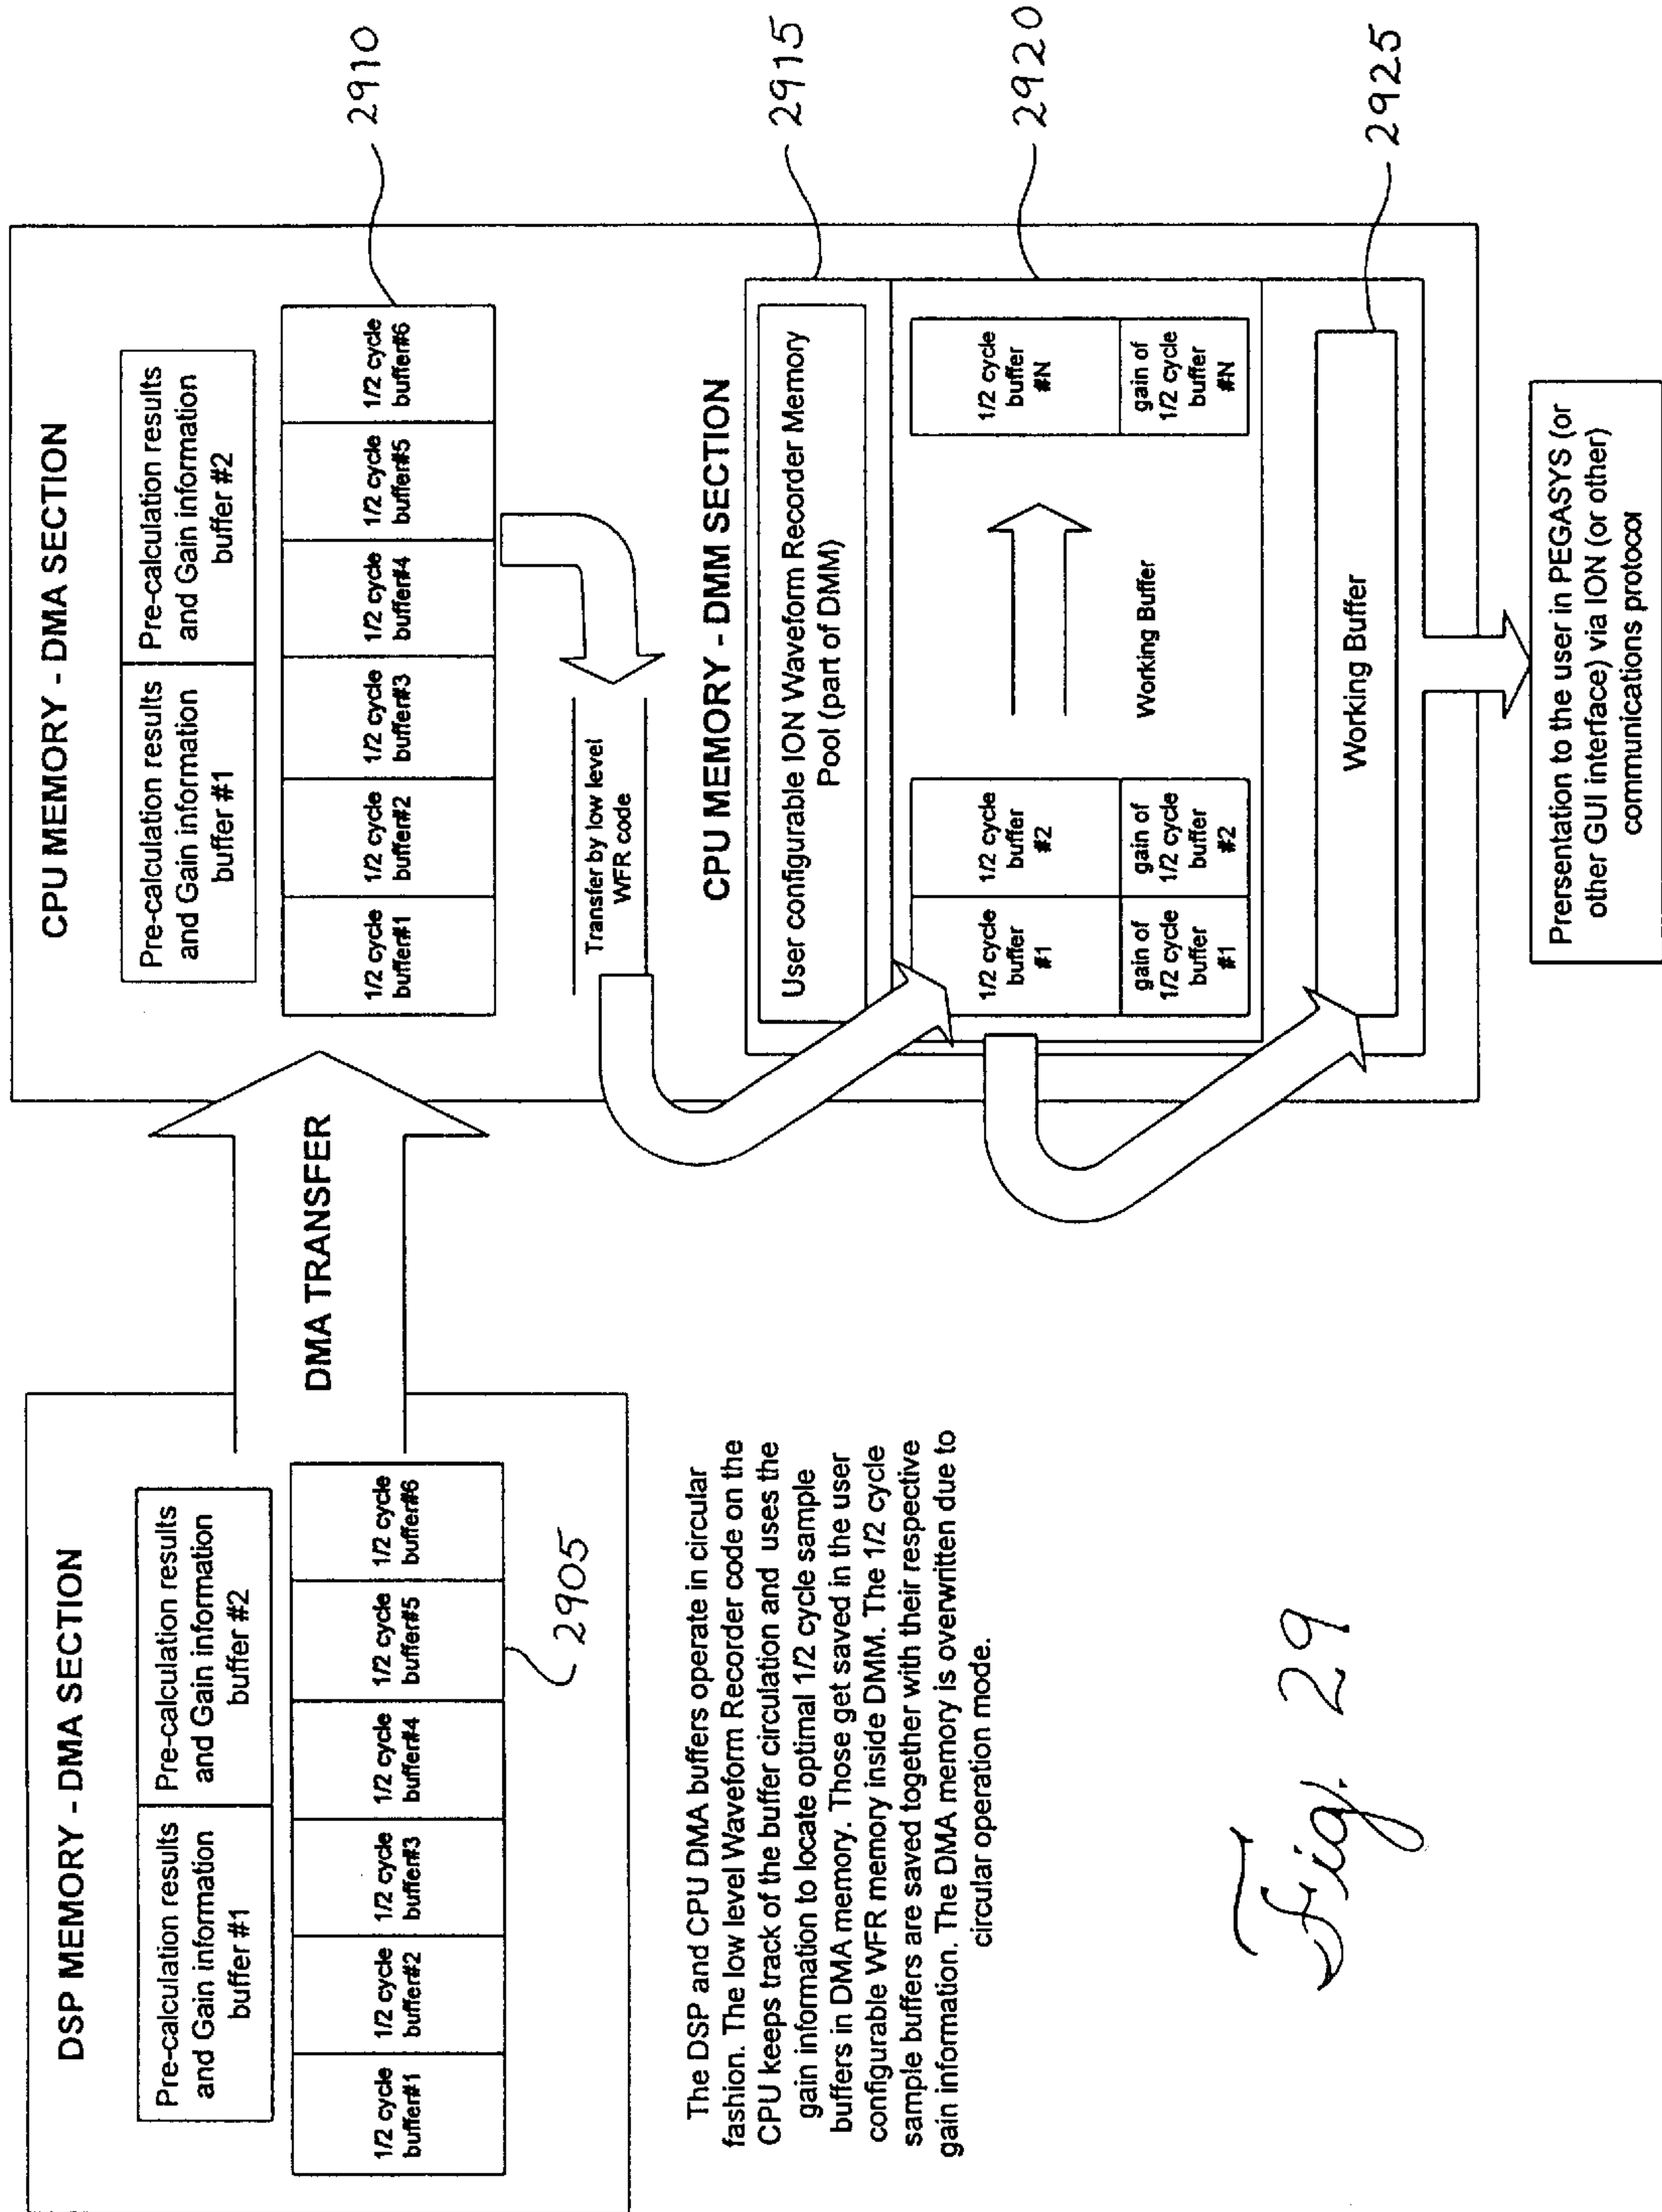 DSP MEMORY - DMA SECTION
Pre-calculation results
and Gain information
buffer #1
Pre-calculation results
and Gain information
buffer #2
1/2 cycle
buffer#1
1/2 cycle
buffer#2
1/2 cycle
buffer#3
1/2 cycle
buffer#4
1/2 cycle
buffer#5
1/2 cycle
buffer#6
2905
DMA TRANSFER
CPU MEMORY - DMA SECTION
Pre-calculation results
and Gain information
buffer #1
Pre-calculation results
and Gain information
buffer #2
1/2 cycle
buffer#1
1/2 cycle
buffer#2
1/2 cycle
buffer#3
1/2 cycle
buffer#4
1/2 cycle
buffer#5
1/2 cycle
buffer#6
2910
Transfer by low level
WFR code
CPU MEMORY - DMM SECTION
User configurable ION Waveform Recorder Memory
Pool (part of DMM)
2915
1/2 cycle
buffer
#1
1/2 cycle
buffer
#2
1/2 cycle
buffer
#N
gain of
1/2 cycle
buffer
#1
gain of
1/2 cycle
buffer
#2
Working Buffer
gain of
1/2 cycle
buffer
#N
2920
Working Buffer
2925
Prersentation to the user in PEGASYS (or
other GUI interface) via ION (or other)
communications protocol
The DSP and CPU DMA buffers operate in circular
fashion. The low level Waveform Recorder code on the
CPU keeps track of the buffer circulation and uses the
gain information to locate optimal 1/2 cycle sample
buffers in DMA memory. Those get saved in the user
configurable WFR memory inside DMM. The 1/2 cycle
sample buffers are saved together with their respective
gain information. The DMA memory is overwritten due to
circular operation mode.
Fig. 29